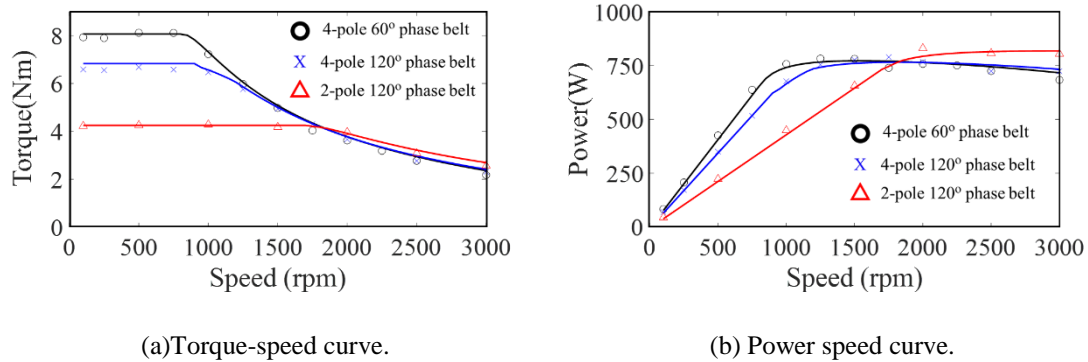 8
6
4
2
0
Torque(Nm)
4-pole 60° phase belt
4-pole 120° phase belt
2-pole 120° phase belt
0 500 1000 1500 2000 2500 3000
Speed (rpm)
(a)Torque-speed curve.
1000
750
500
250
0
Power(W)
4-pole 60° phase belt
4-pole 120° phase belt
2-pole 120° phase belt
0 500 1000 1500 2000 2500 3000
Speed (rpm)
(b) Power speed curve.